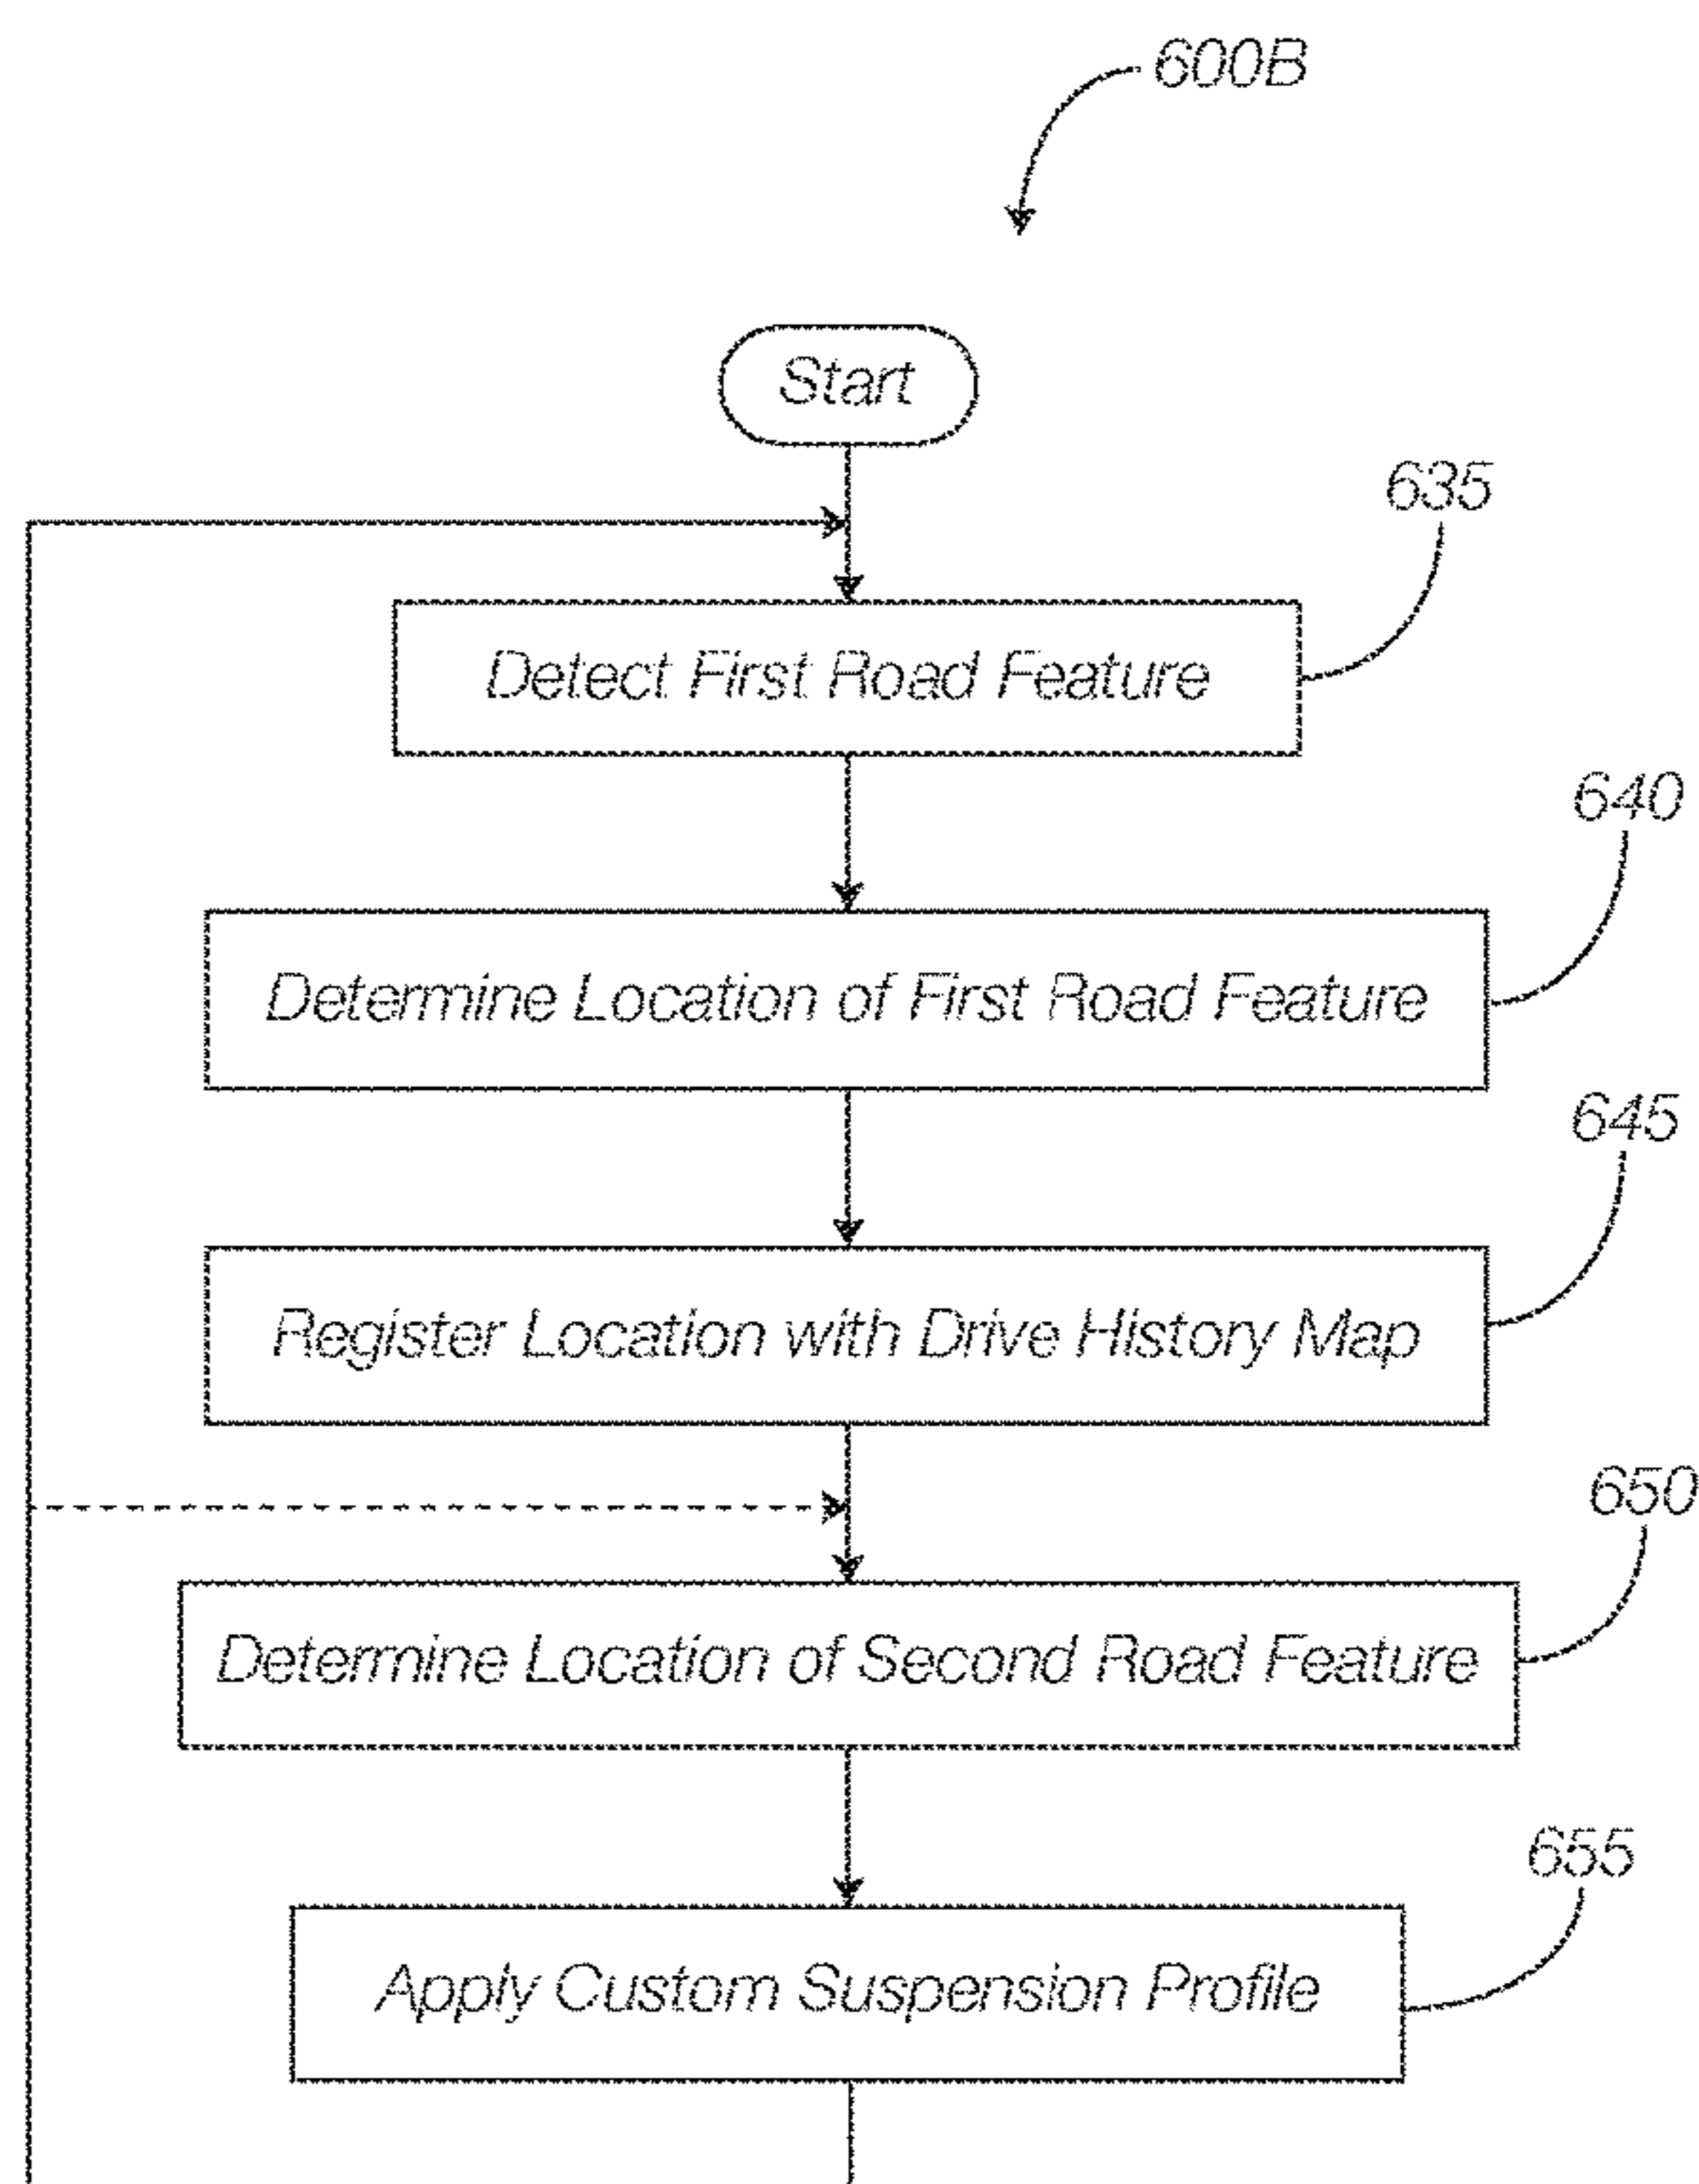 600B
Start
635
Detect First Road Feature
640
Determine Location of First Road Feature
645
Register Location with Drive History Map
650
Determine Location of Second Road Feature
655
Apply Custom Suspension Profile